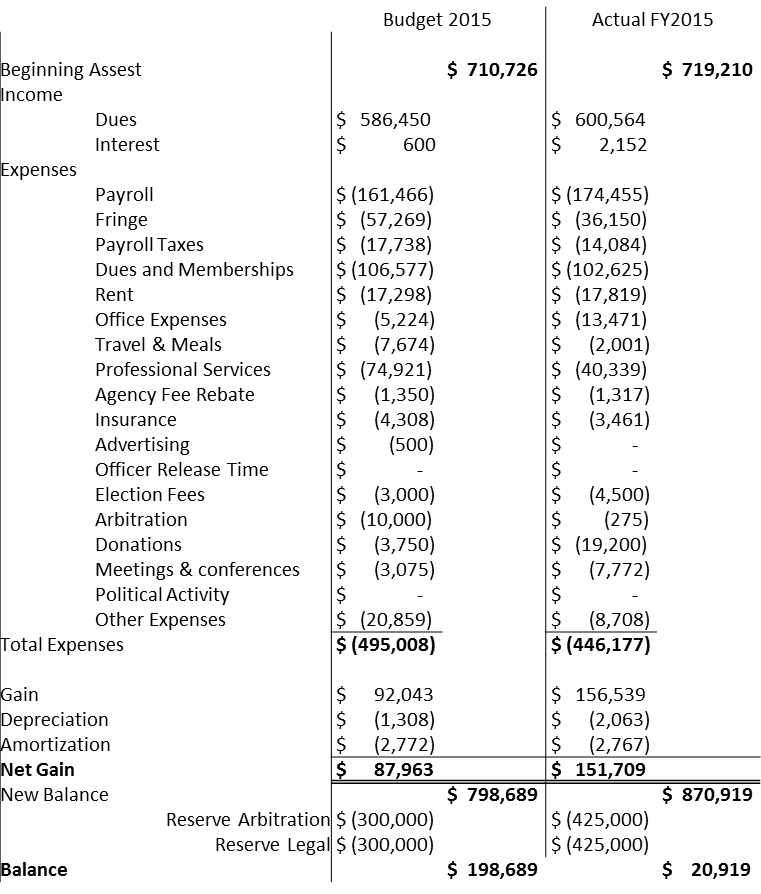 Budget 2015 Actual FY2015
Beginning Assest $ 710,726 $ 719,210
Income
Dues $ 586,450 $ 600,564
Interest $ 600 $ 2,152
Expenses
Payroll $ (161,466) $ (174,455)
Fringe $ (57,269) $ (36,150)
Payroll Taxes $ (17,738) $ (14,084)
Dues and Memberships $ (106,577) $ (102,625)
Rent $ (17,298) $ (17,819)
Office Expenses $ (5,224) $ (13,471)
Travel & Meals $ (7,674) $ (2,001)
Professional Services $ (74,921) $ (40,339)
Agency Fee Rebate $ (1,350) $ (1,317)
Insurance $ (4,308) $ (3,461)
Advertising $ (500) $ -
Officer Release Time $ - $ -
Election Fees $ (3,000) $ (4,500)
Arbitration $ (10,000) $ (275)
Donations $ (3,750) $ (19,200)
Meetings & conferences $ (3,075) $ (7,772)
Political Activity $ - $ -
Other Expenses $ (20,859) $ (8,708)
Total Expenses $ (495,008) $ (446,177)
Gain $ 92,043 $ 156,539
Depreciation $ (1,308) $ (2,063)
Amortization $ (2,772) $ (2,767)
Net Gain $ 87,963 $ 151,709
New Balance $ 798,689 $ 870,919
Reserve Arbitration $ (300,000) $ (425,000)
Reserve Legal $ (300,000) $ (425,000)
Balance $ 198,689 $ 20,919